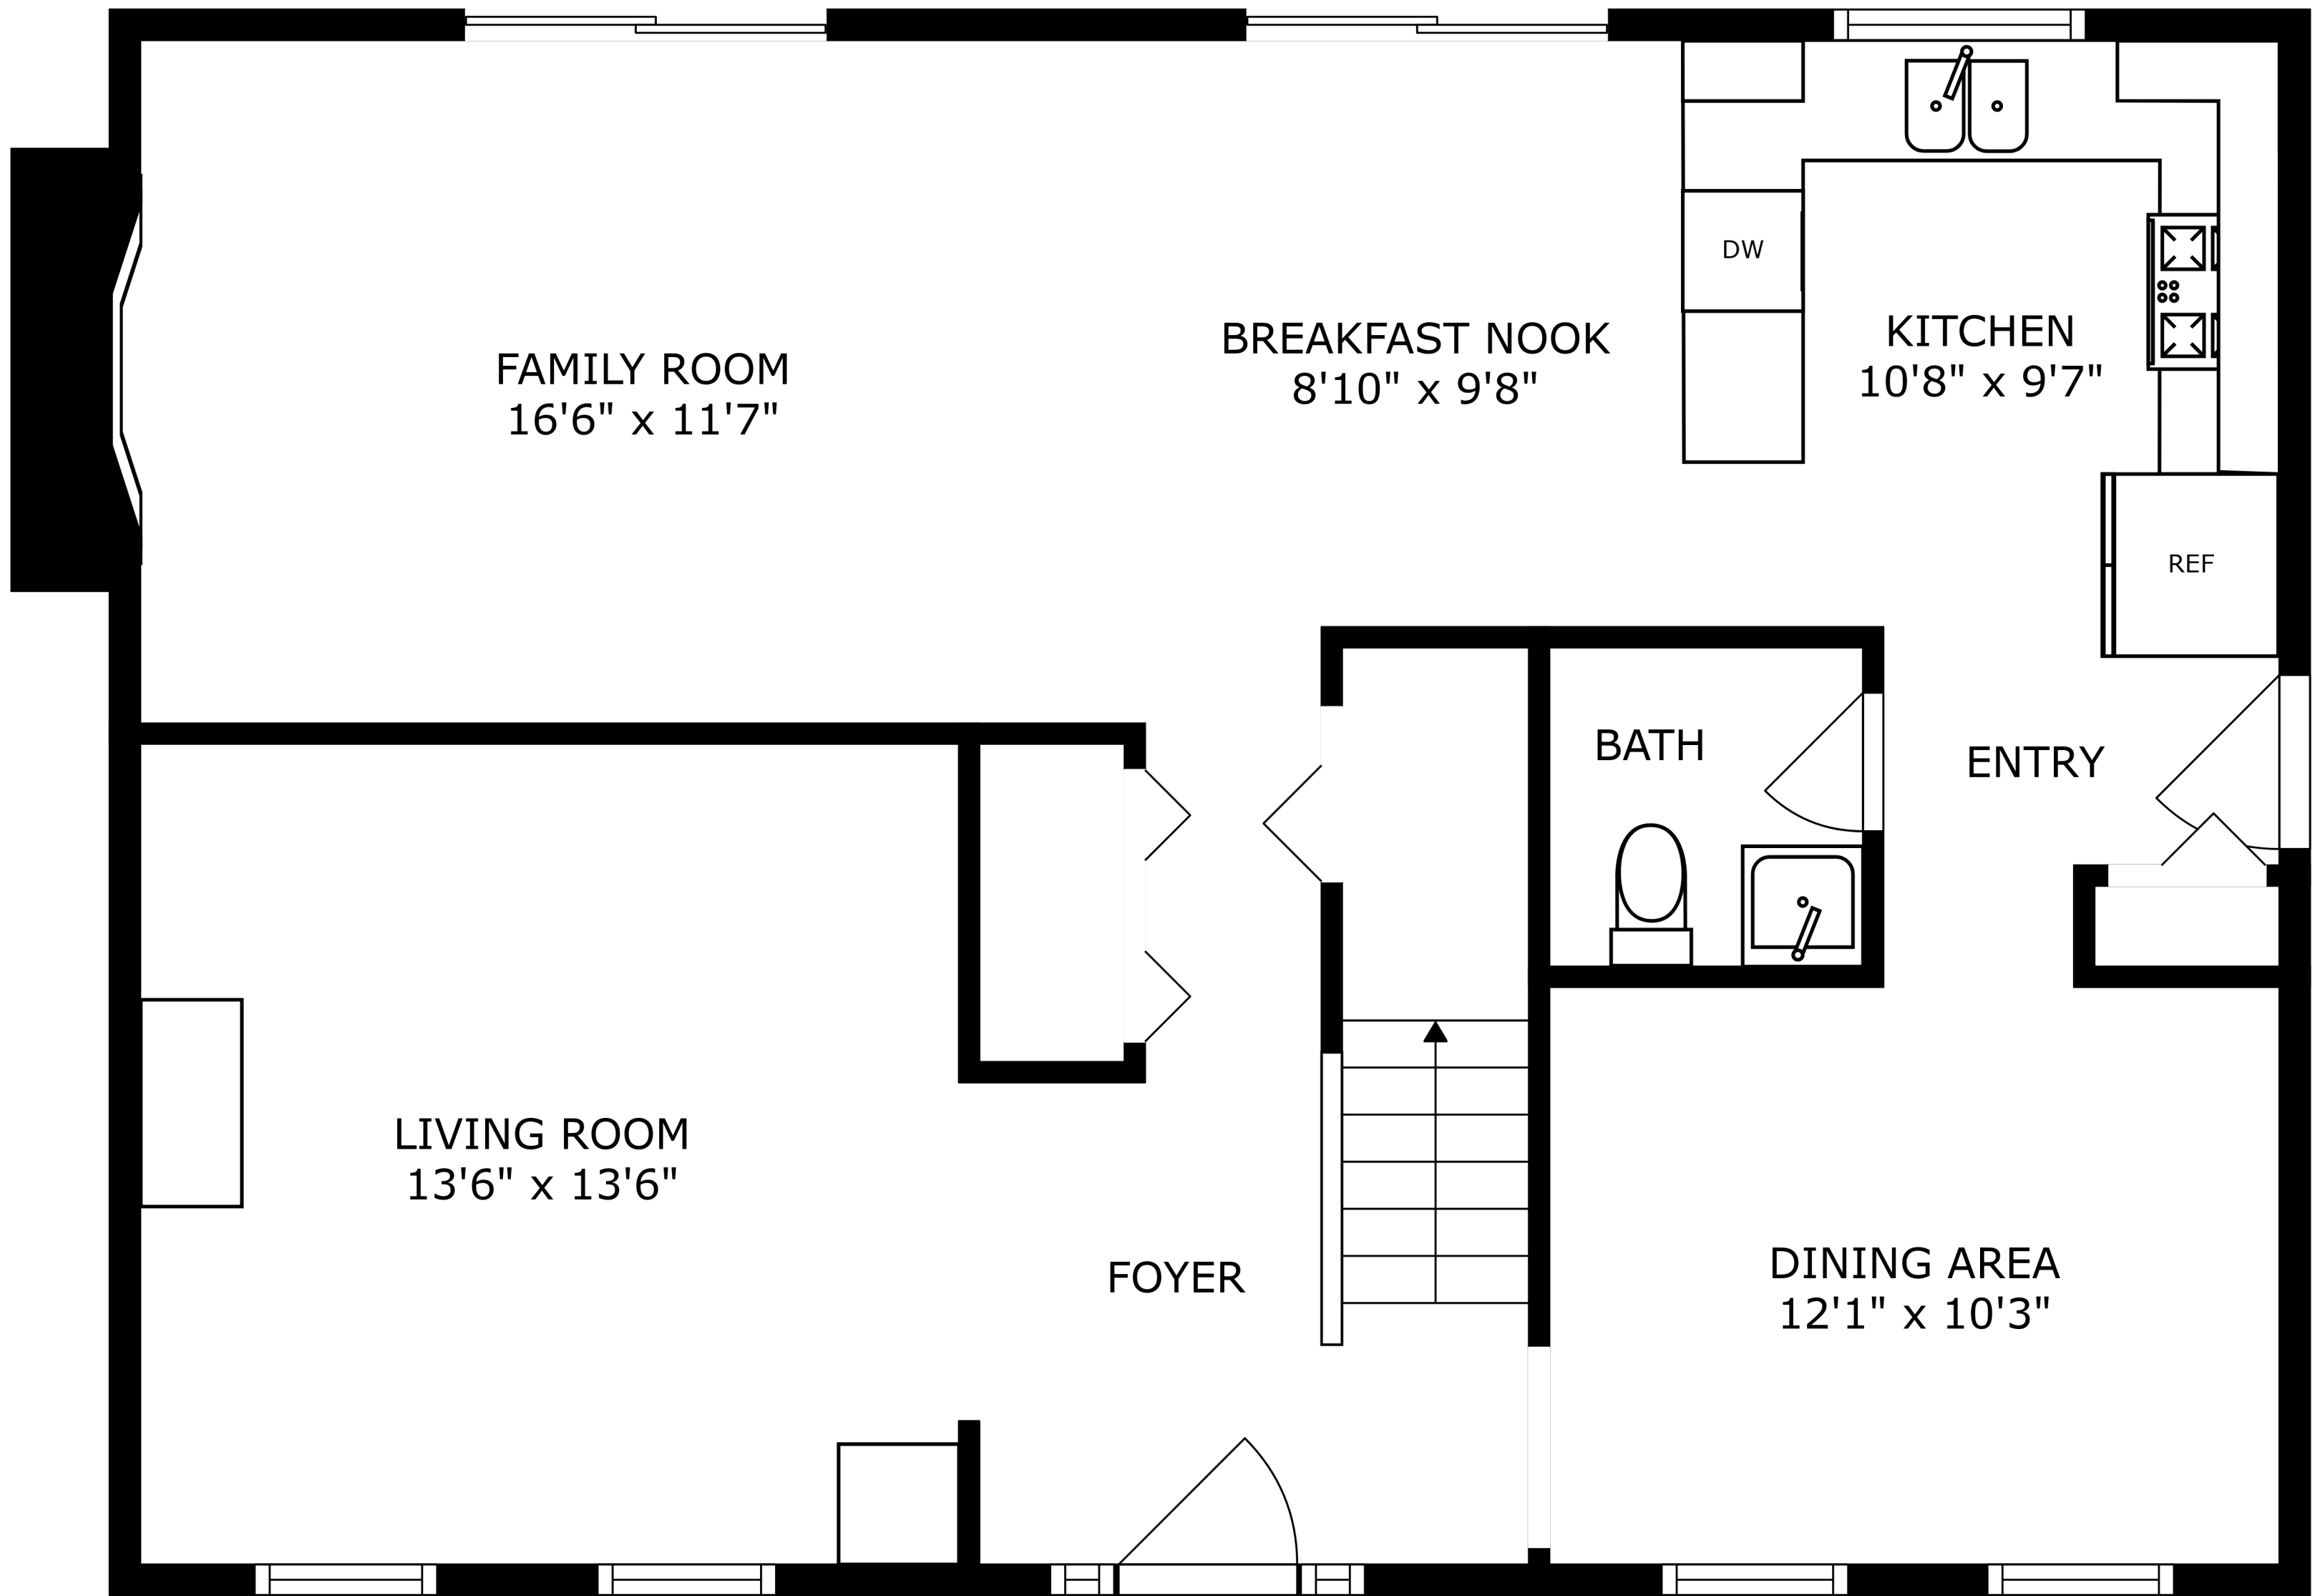 FAMILY ROOM
16'6" x 11'7"
BREAKFAST NOOK
8'10" x 9'8"
DW
KITCHEN
10'8" x 9'7"
REF
BATH
ENTRY
LIVING ROOM
13'6" x 13'6"
FOYER
DINING AREA
12'1" x 10'3"